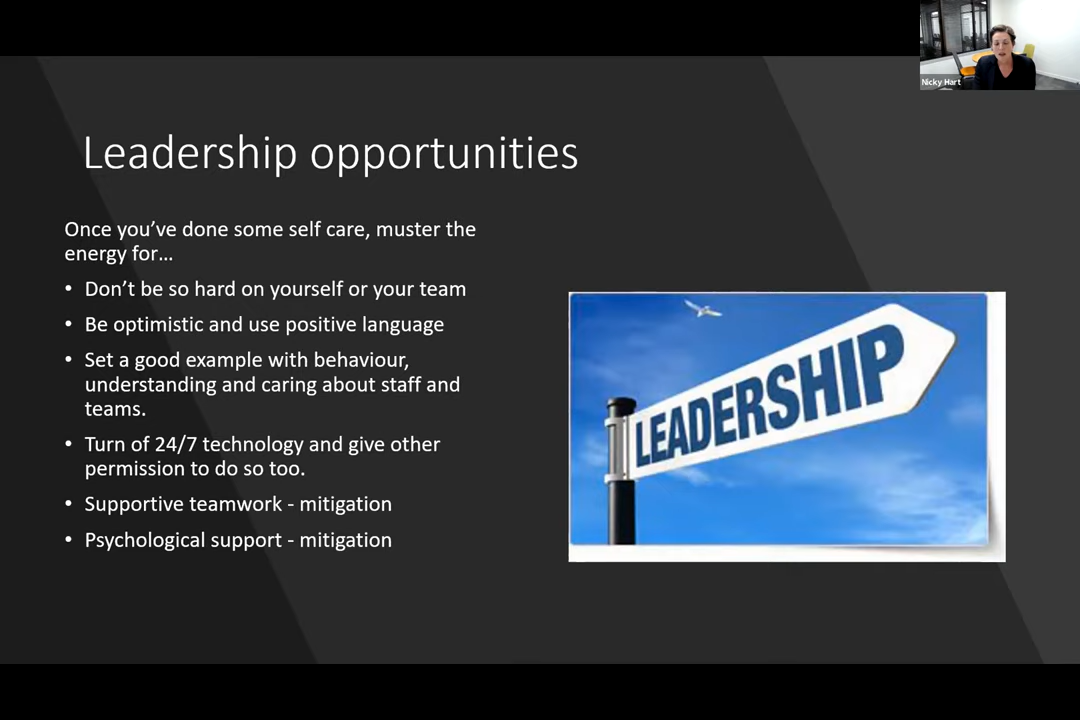 Nicky Hart
Leadership opportunities
Once you've done some self care, muster the
energy for...
• Don't be so hard on yourself or your team
• Be optimistic and use positive language
• Set a good example with behaviour,
understanding and caring about staff and
teams.
• Turn of 24/7 technology and give other
permission to do so too.
• Supportive teamwork - mitigation
• Psychological support - mitigation
LEADERSHIP